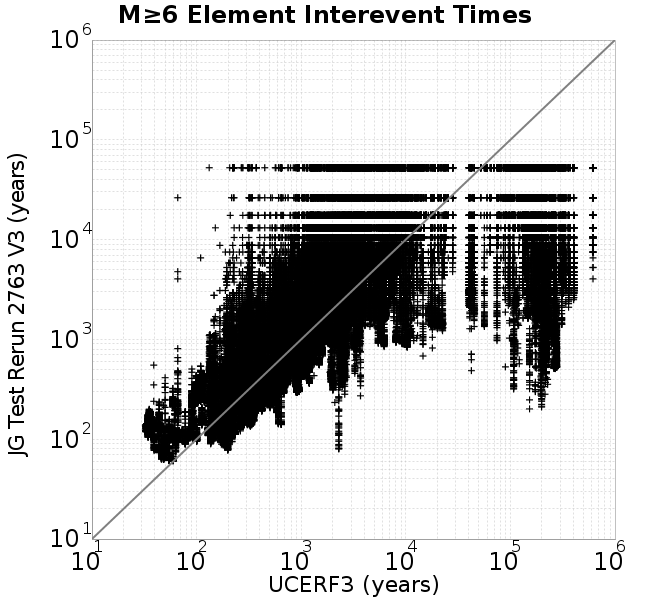 M≥6 Element Interevent Times
10^6
10^5
10^4
10^3
10^2
10^1
JG Test Rerun 2763 V3 (years)
10^1 10^2 10^3 10^4 10^5 10^6
UCERF3 (years)